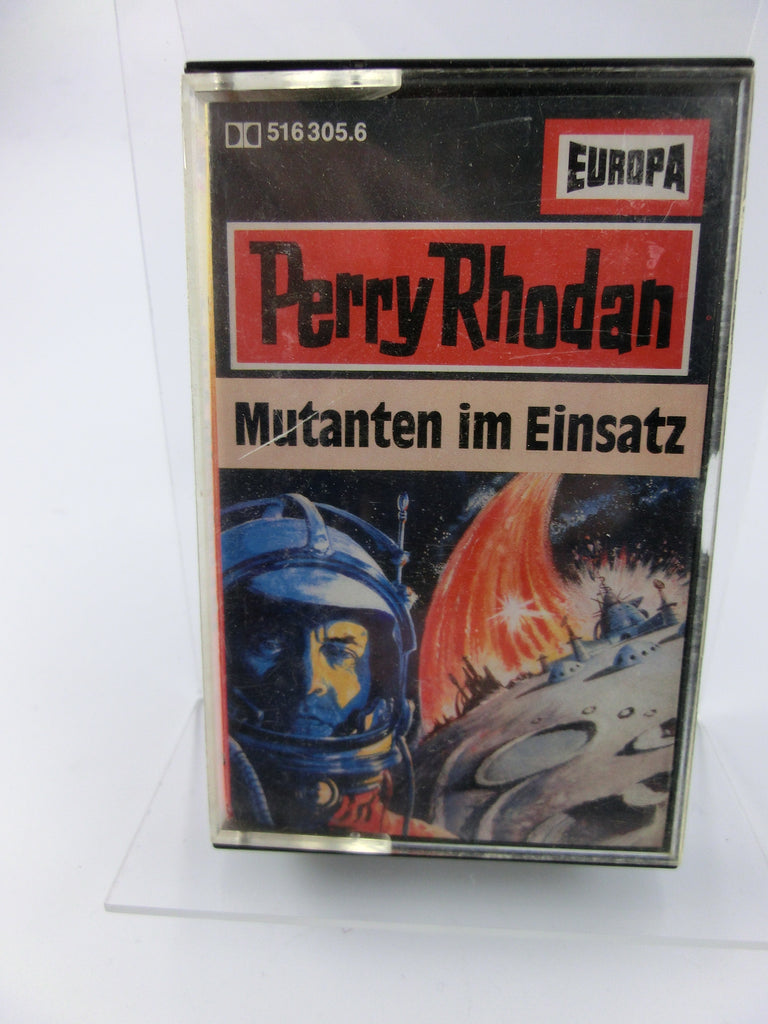 516 305.6
EUROPA
Perry Rhodan
Mutanten im Einsatz